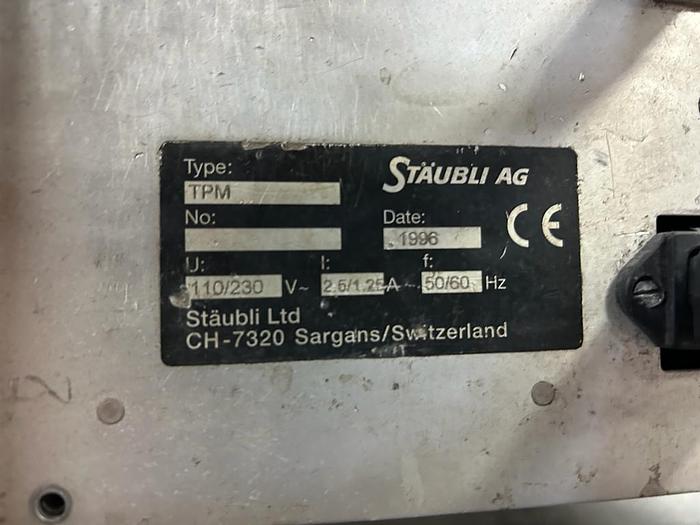 Type:
STÄUBLI AG
TPM
No:
Date:
1996
CE
U:
I:
f:
110/230 V~ 2.5/1.25 A ~ 50/60 Hz
Stäubli Ltd
CH-7320 Sargans/Switzerland